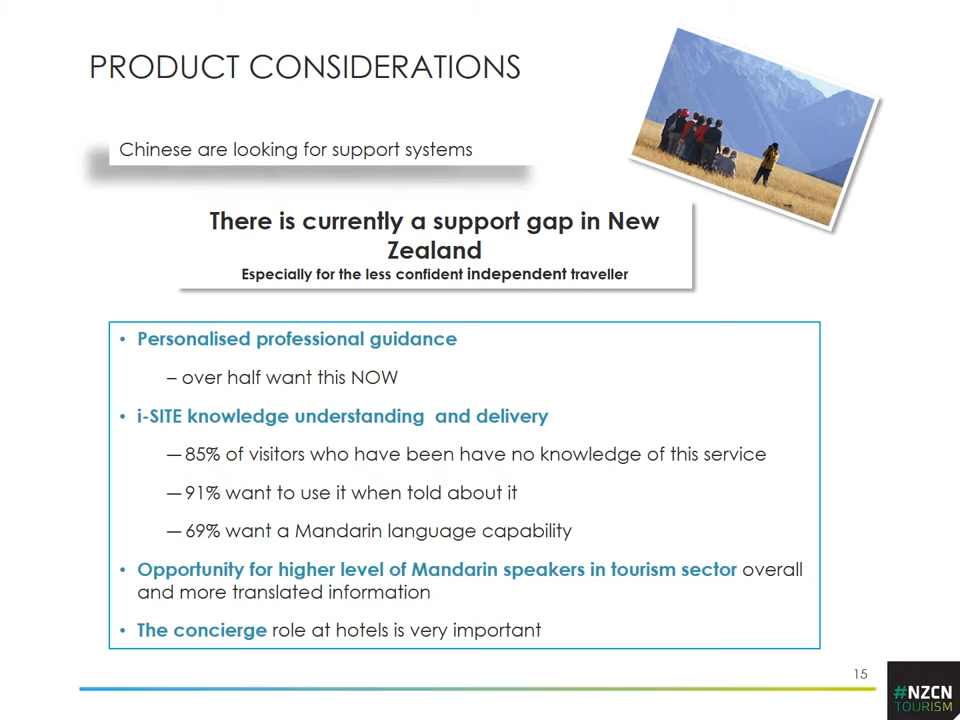 PRODUCT CONSIDERATIONS
Chinese are looking for support systems
There is currently a support gap in New
Zealand
Especially for the less confident independent traveller
• Personalised professional guidance
– over half want this NOW
• i-SITE knowledge understanding  and delivery
— 85% of visitors who have been have no knowledge of this service
— 91% want to use it when told about it
— 69% want a Mandarin language capability
• Opportunity for higher level of Mandarin speakers in tourism sector overall
and more translated information
• The concierge role at hotels is very important
15
#NZCN
TOURISM